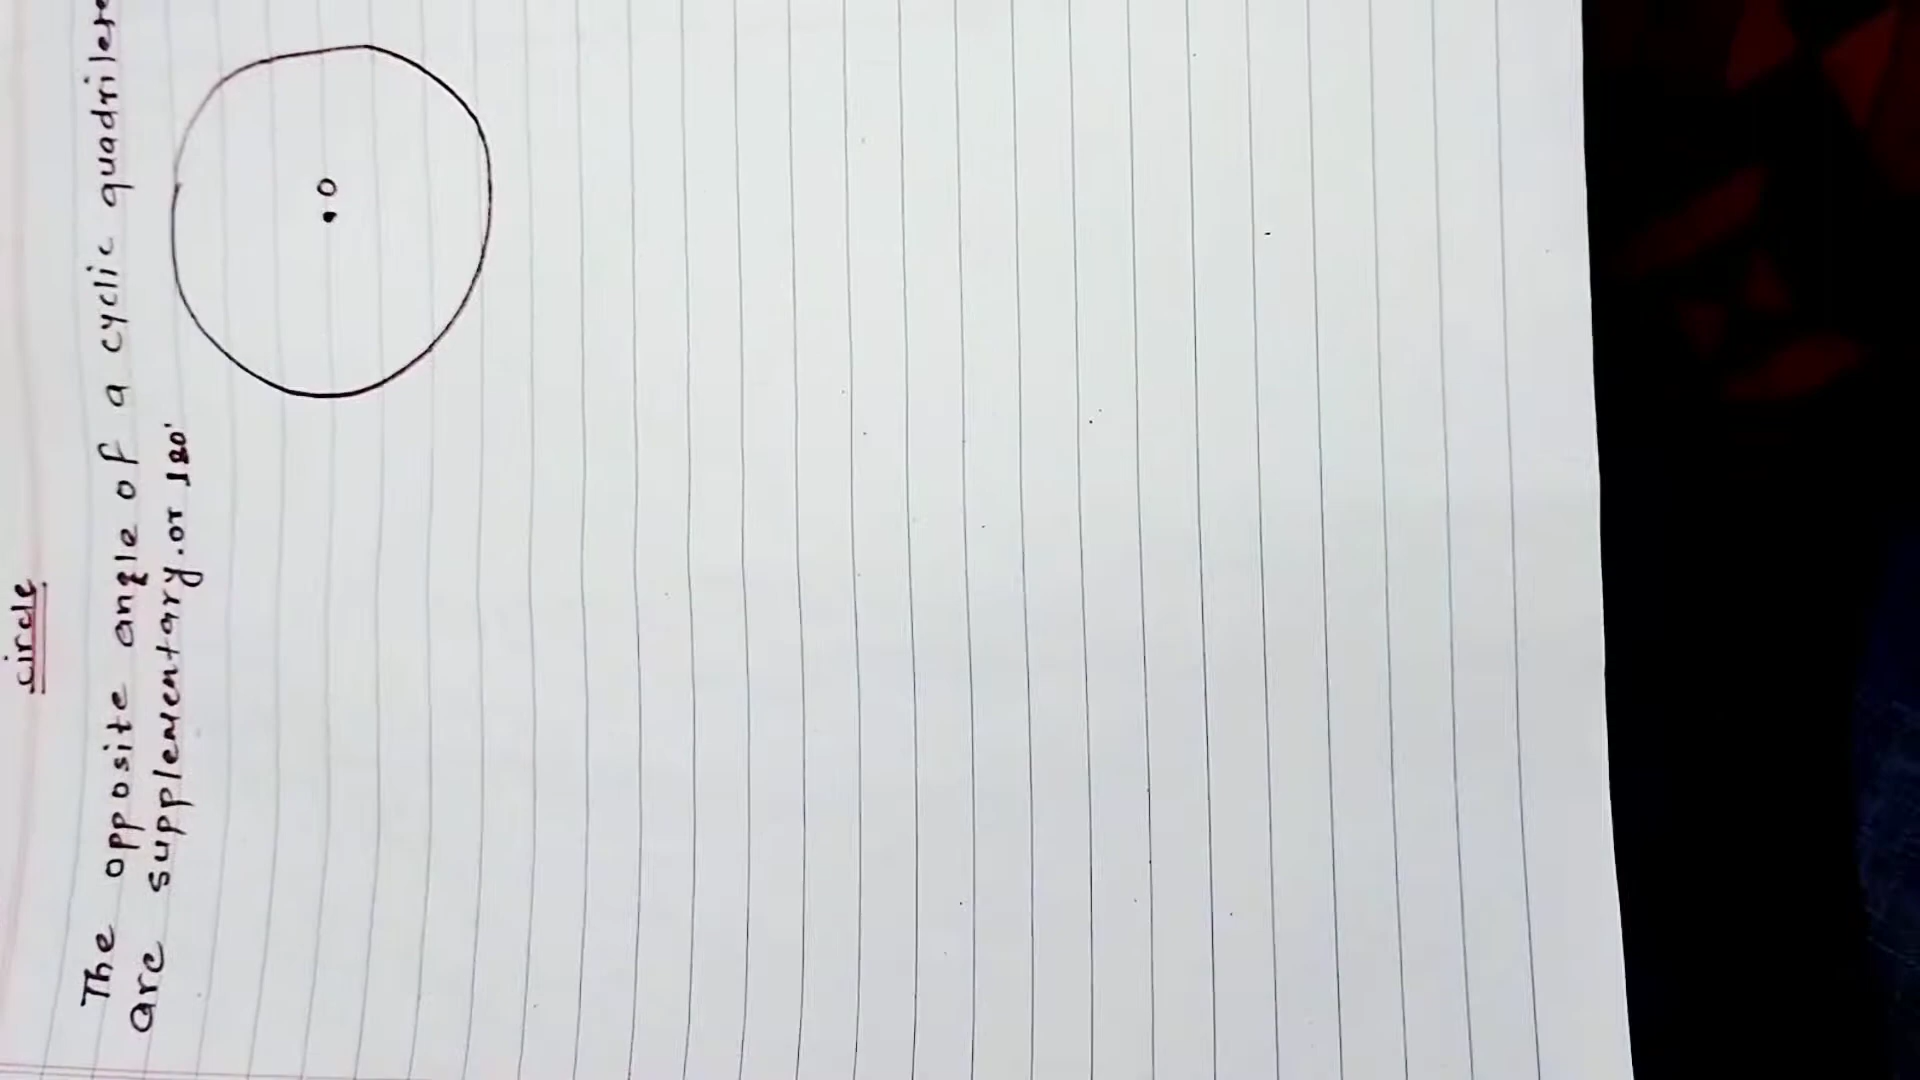 circle
The opposite angle of a cyclic quadrilate
are supplementary. or 180°
O